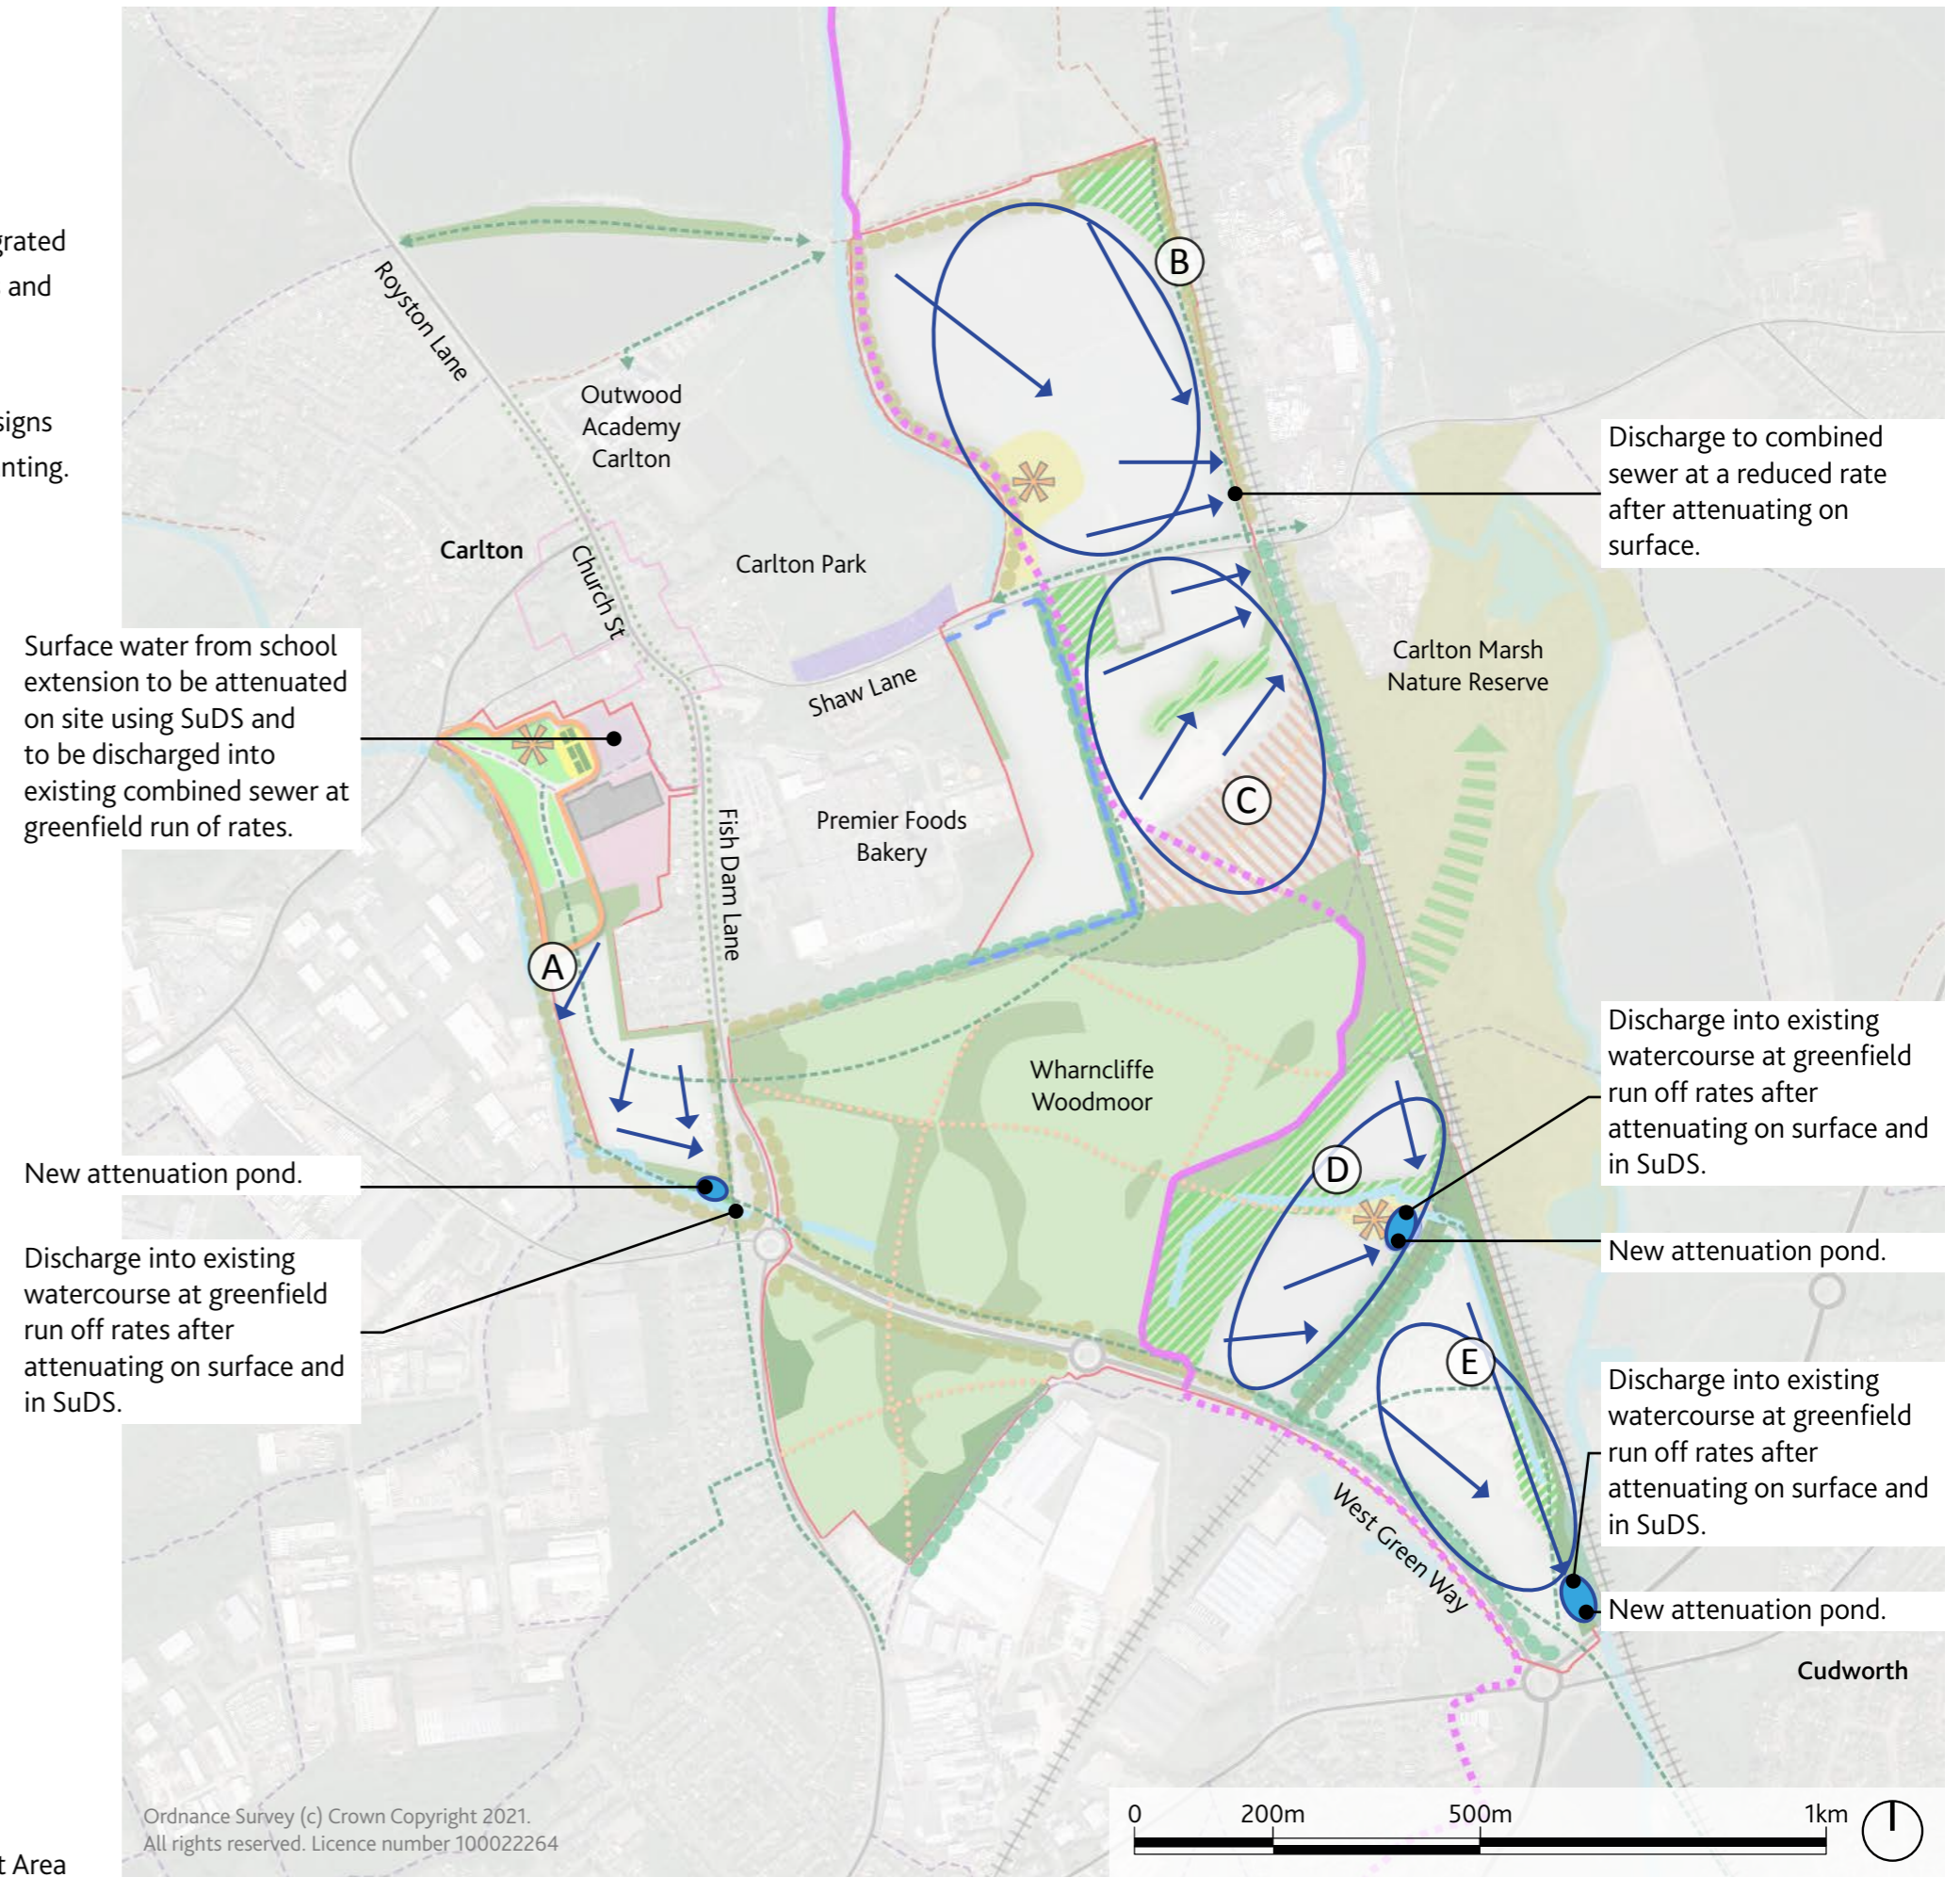 grated
and
signs
nting.
Surface water from school
extension to be attenuated
on site using SuDS and
to be discharged into
existing combined sewer at
greenfield run of rates.
New attenuation pond.
Discharge into existing
watercourse at greenfield
run off rates after
attenuating on surface and
in SuDS.
t Area
Royston Lane
Outwood
Academy
Carlton
Carlton
Church St
Carlton Park
Shaw Lane
Fish Dam Lane
Premier Foods
Bakery
A
B
C
D
E
Wharncliffe
Woodmoor
Carlton Marsh
Nature Reserve
West Green Way
Cudworth
Discharge to combined
sewer at a reduced rate
after attenuating on
surface.
Discharge into existing
watercourse at greenfield
run off rates after
attenuating on surface and
in SuDS.
New attenuation pond.
Discharge into existing
watercourse at greenfield
run off rates after
attenuating on surface and
in SuDS.
New attenuation pond.
Ordnance Survey (c) Crown Copyright 2021.
All rights reserved. Licence number 100022264
0 200m 500m 1km